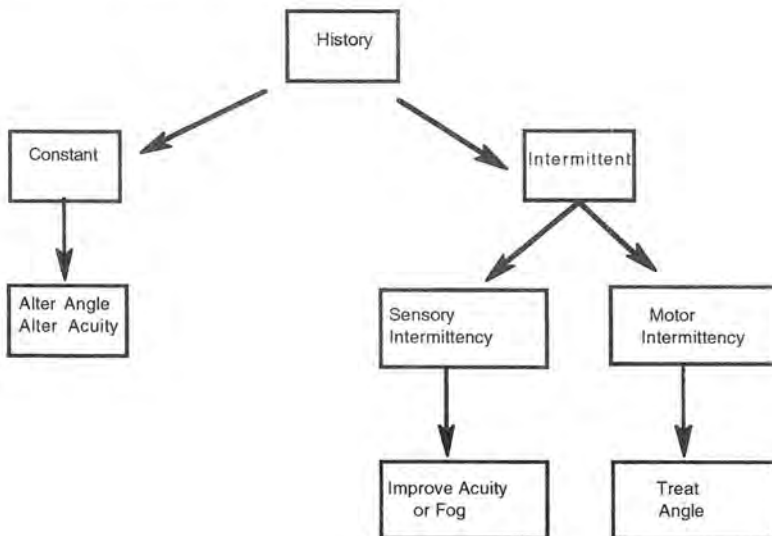 History
Constant
Intermittent
Alter Angle
Alter Acuity
Sensory
Intermittency
Motor
Intermittency
Improve Acuity
or Fog
Treat
Angle